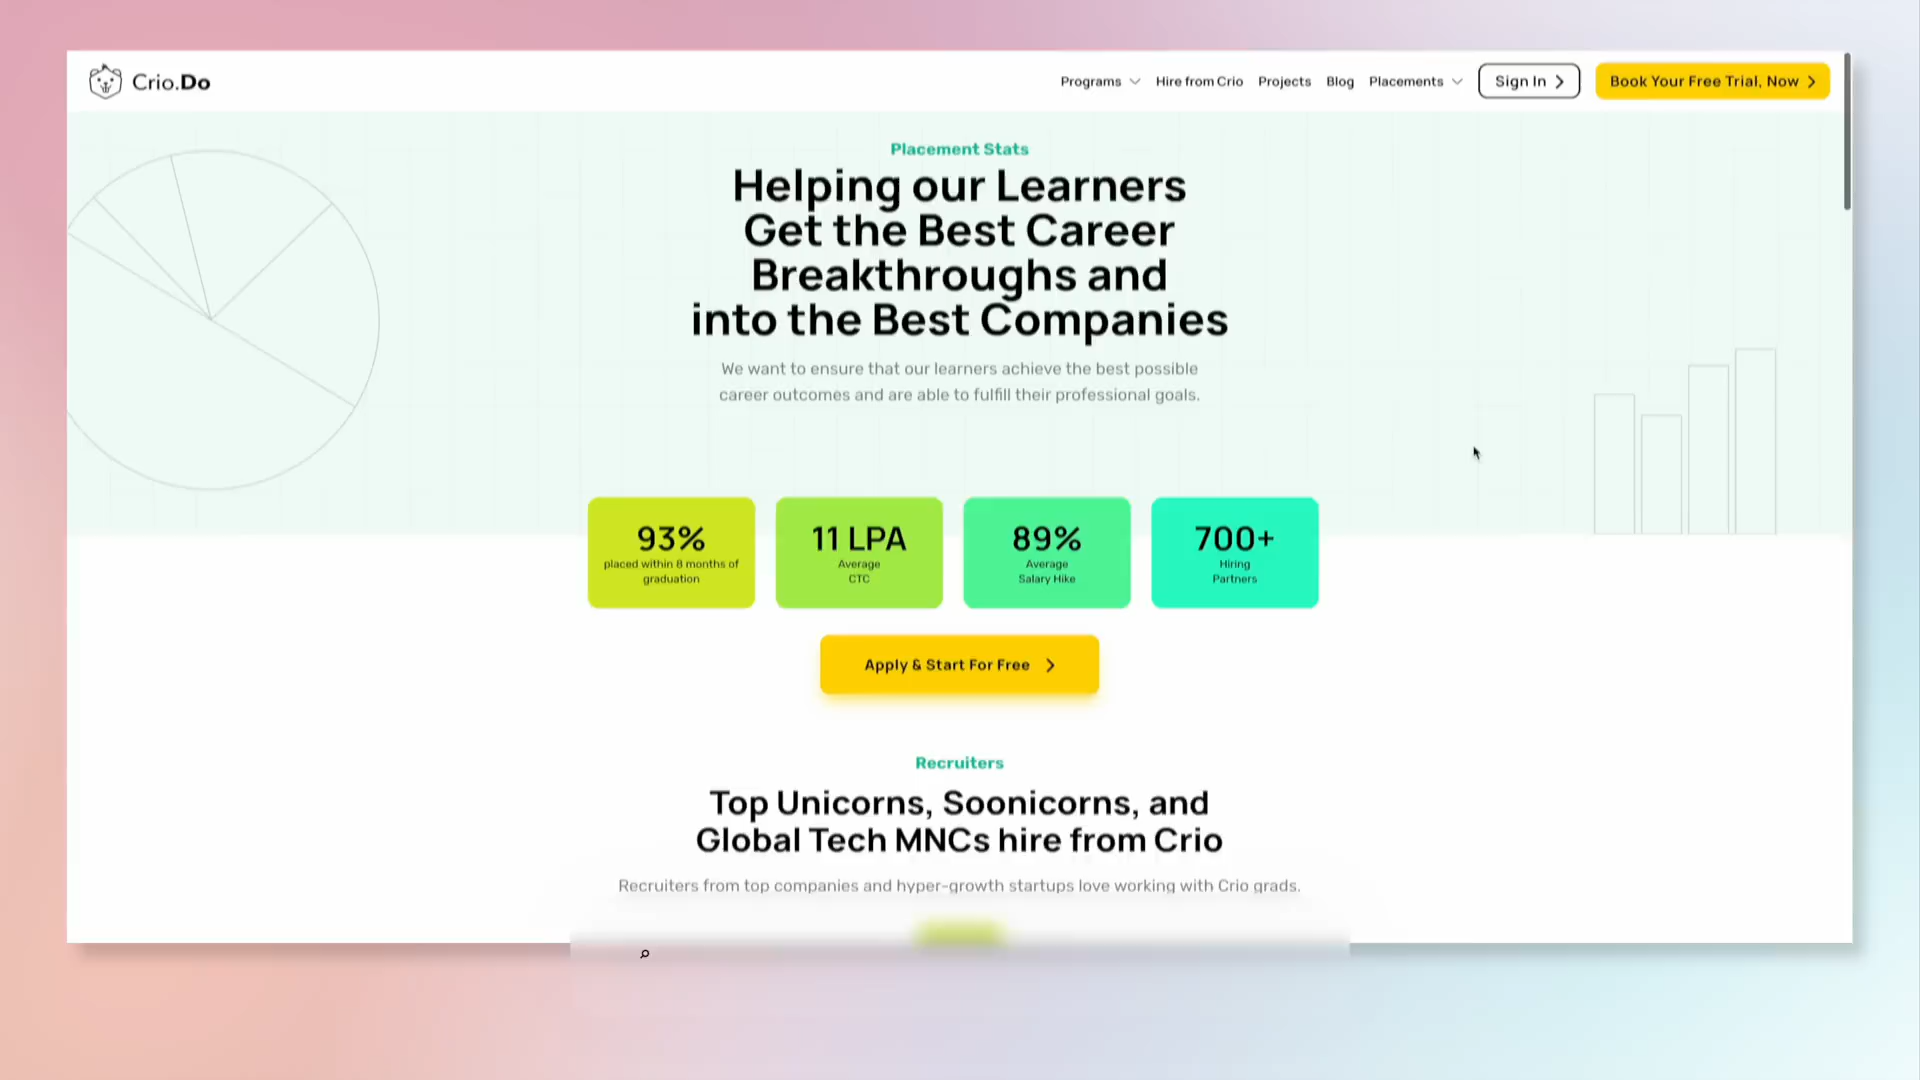 Crio.Do
Programs
Hire from Crio
Projects
Blog
Placements
Sign In
Book Your Free Trial, Now
Placement Stats
Helping our Learners
Get the Best Career
Breakthroughs and
into the Best Companies
We want to ensure that our learners achieve the best possible
career outcomes and are able to fulfill their professional goals.
93%
placed within 8 months of
graduation
11 LPA
Average
CTC
89%
Average
Salary Hike
700+
Hiring
Partners
Apply & Start For Free
Recruiters
Top Unicorns, Soonicorns, and
Global Tech MNCs hire from Crio
Recruiters from top companies and hyper-growth startups love working with Crio grads.